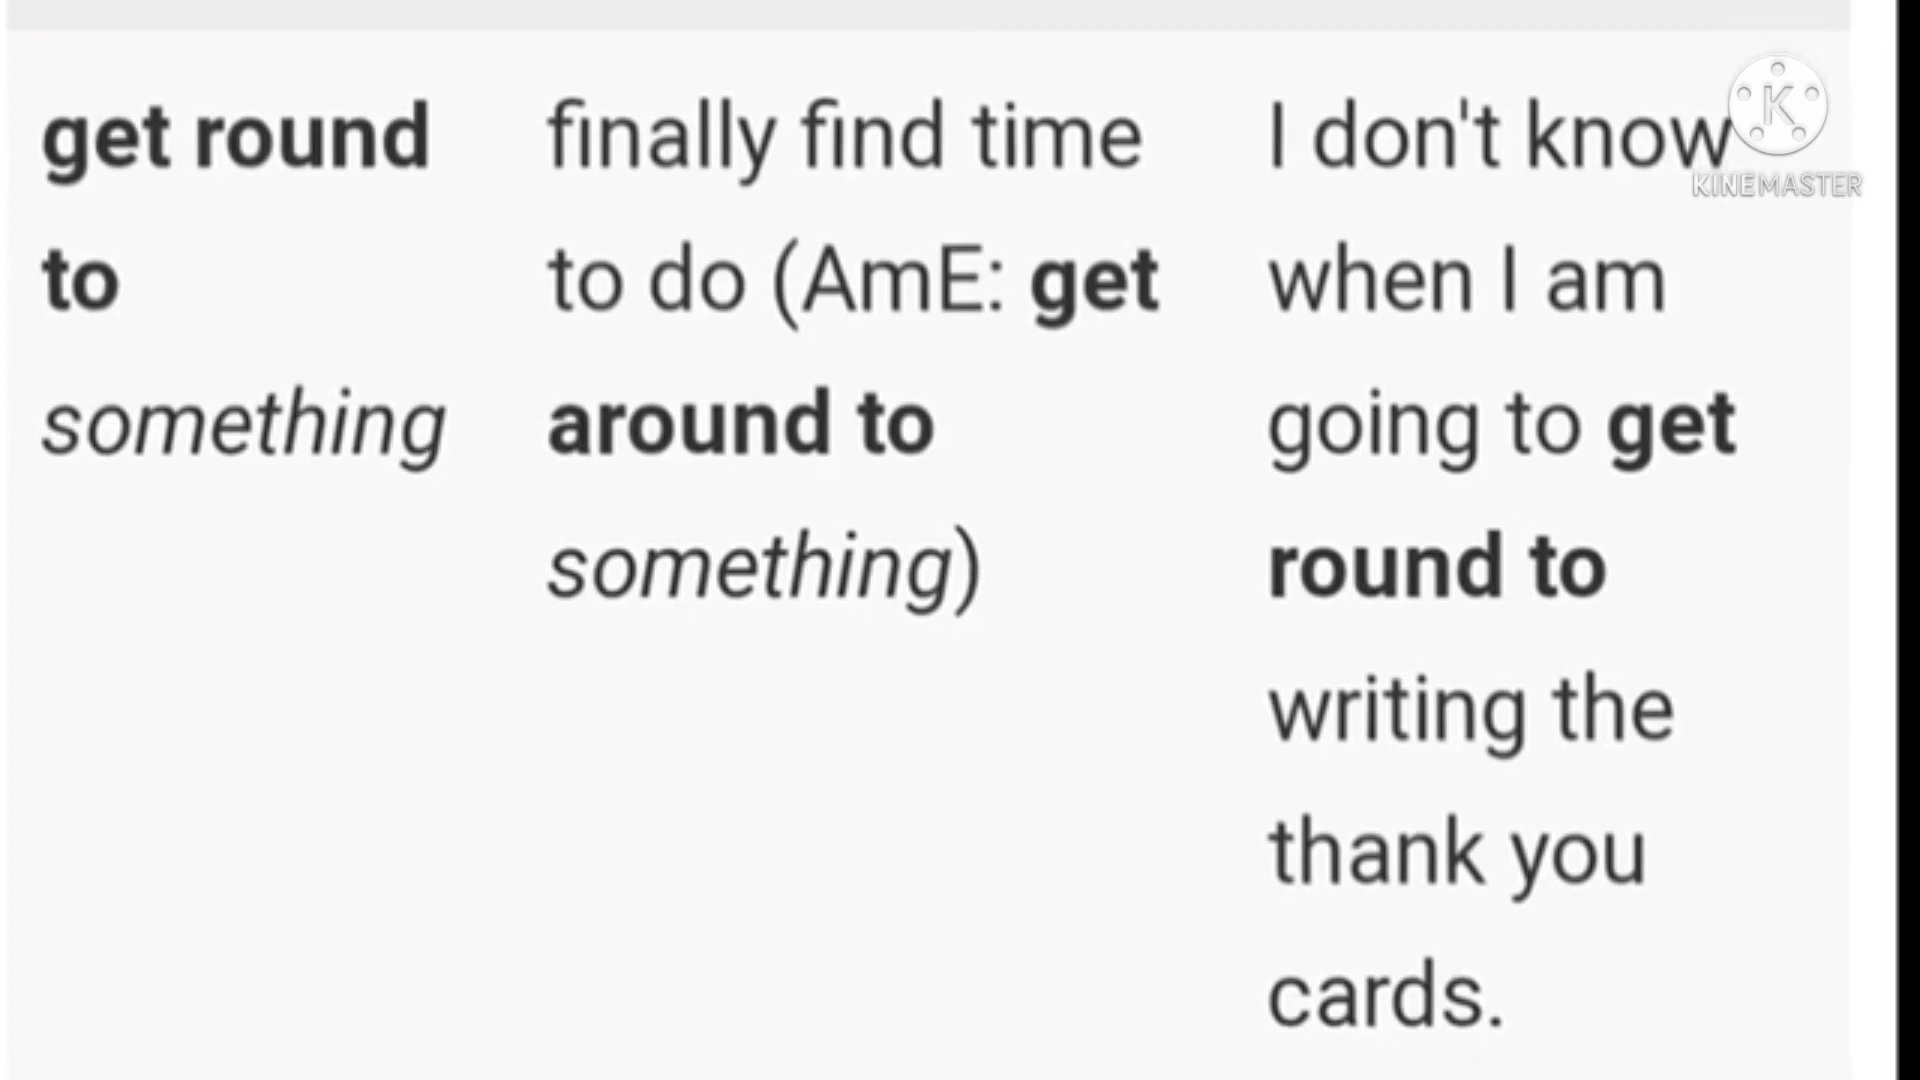 get round
to
something
finally find time
to do (AmE: get
around to
something)
I don't know
when I am
going to get
round to
writing the
thank you
cards.
K
KINEMASTER